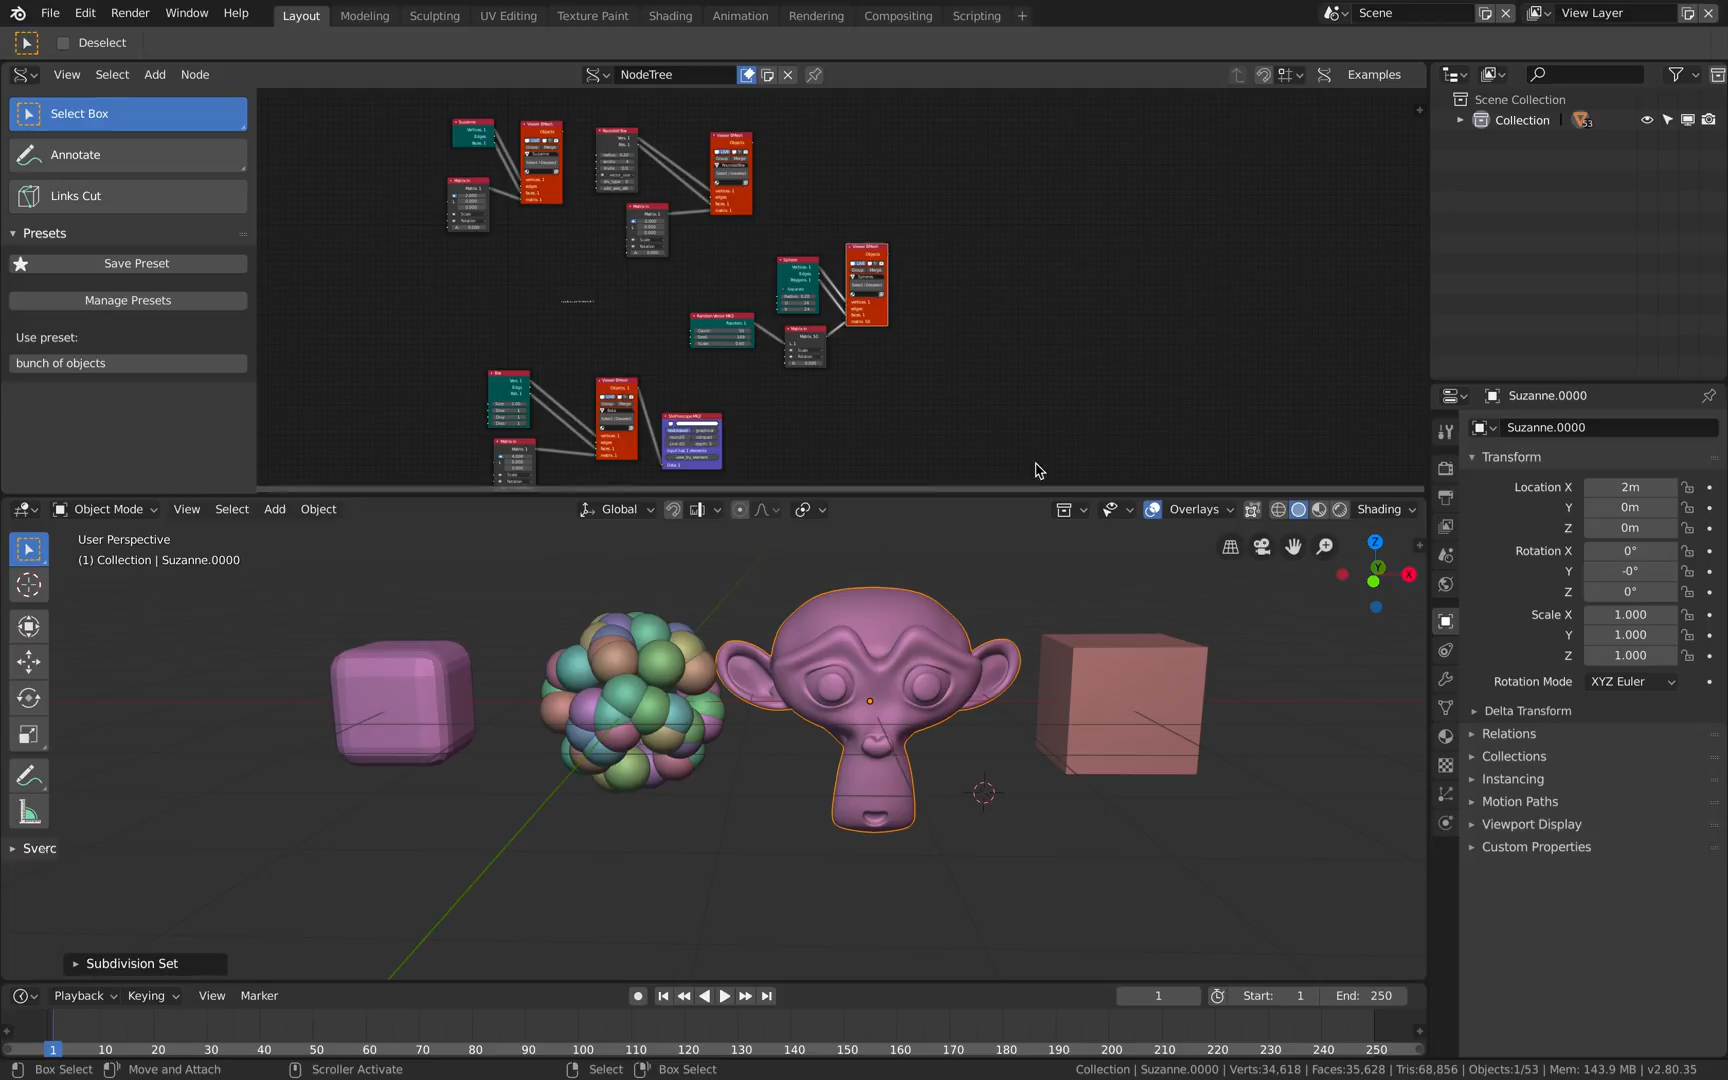 File Edit Render Window Help Layout Modeling Sculpting UV Editing Texture Paint Shading Animation Rendering Compositing Scripting Scene View Layer
Deselect
View Select Add Node NodeTree Examples
Select Box
Annotate
Links Cut
Presets
Save Preset
Manage Presets
Use preset:
bunch of objects
Scene Collection
Collection 53
Suzanne.0000
Suzanne.0000
Transform
Location X 2m
Y 0m
Z 0m
Rotation X 0°
Y -0°
Z 0°
Scale X 1.000
Y 1.000
Z 1.000
Rotation Mode XYZ Euler
Delta Transform
Relations
Collections
Instancing
Motion Paths
Viewport Display
Custom Properties
Object Mode View Select Add Object Global Overlays Shading
User Perspective
(1) Collection | Suzanne.0000
Z
Y
X
Sverc
Subdivision Set
Playback Keying View Marker 1 Start: 1 End: 250
1 10 20 30 40 50 60 70 80 90 100 110 120 130 140 150 160 170 180 190 200 210 220 230 240 250
Box Select Move and Attach Scroller Activate Select Box Select Collection | Suzanne.0000 | Verts:34,618 | Faces:35,628 | Tris:68,856 | Objects:1/53 | Mem: 143.9 MB | v2.80.35